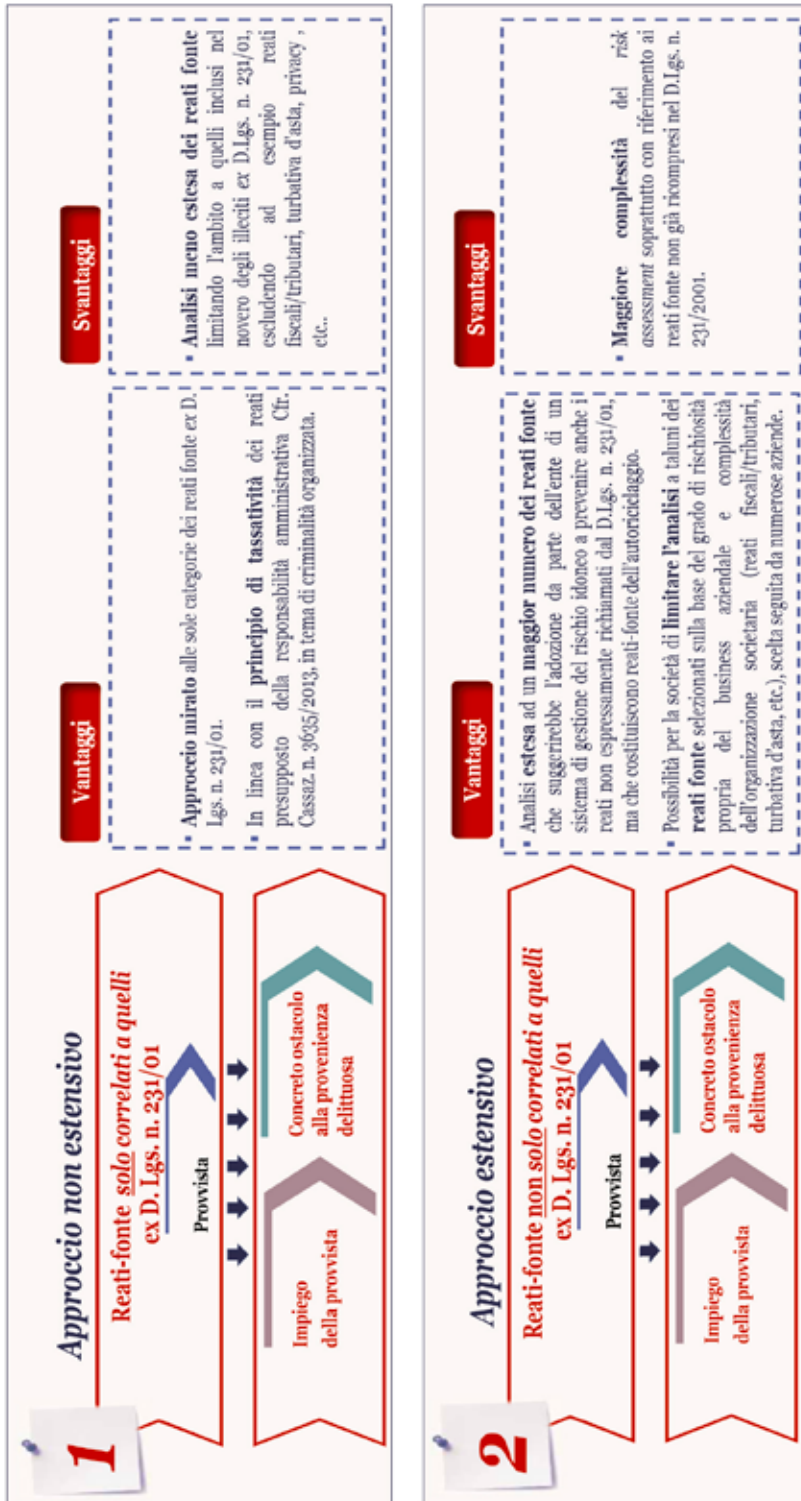 1
Approccio non estensivo
Reati-fonte solo correlati a quelli
ex D. Lgs. n. 231/01
Provvista
Impiego
della provvista
Concreto ostacolo
alla provenienza
delittuosa
Vantaggi
▪ Approccio mirato alle sole categorie dei reati fonte ex D.
Lgs. n. 231/01.
▪ In linea con il principio di tassatività dei reati
presupposto della responsabilità amministrativa Cfr.
Cassaz. n. 3635/2013, in tema di criminalità organizzata.
Svantaggi
▪ Analisi meno estesa dei reati fonte
limitando l'ambito a quelli inclusi nel
novero degli illeciti ex D.Lgs. n. 231/01,
escludendo ad esempio reati
fiscali/tributari, turbativa d'asta, privacy ,
etc..
2
Approccio estensivo
Reati-fonte non solo correlati a quelli
ex D. Lgs. n. 231/01
Provvista
Impiego
della provvista
Concreto ostacolo
alla provenienza
delittuosa
Vantaggi
▪ Analisi estesa ad un maggior numero dei reati fonte
che suggerirebbe l'adozione da parte dell'ente di un
sistema di gestione del rischio idoneo a prevenire anche i
reati non espressamente richiamati dal D.Lgs. n. 231/01,
ma che costituiscono reati-fonte dell'autoriciclaggio.
▪ Possibilità per la società di limitare l'analisi a taluni dei
reati fonte selezionati sulla base del grado di rischiosità
propria del business aziendale e complessità
dell'organizzazione societaria (reati fiscali/tributari,
turbativa d'asta, etc.), scelta seguita da numerose aziende.
Svantaggi
▪ Maggiore complessità del risk
assessment soprattutto con riferimento ai
reati fonte non già ricompresi nel D.Lgs. n.
231/2001.